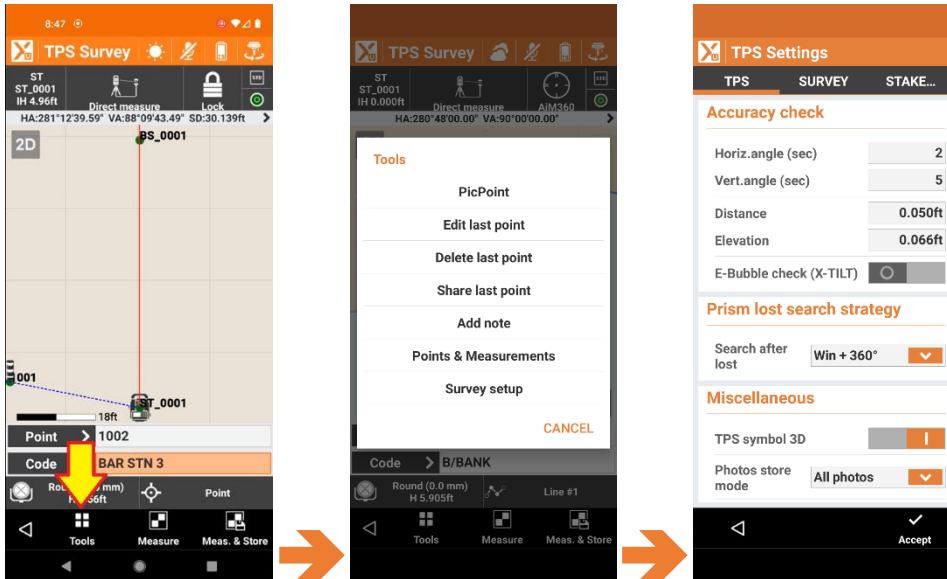 8:47
TPS Survey
ST
ST_0001
IH 4.96ft
Direct measure
Lock
STD
HA:281°12'39.59" VA:88°09'43.49" SD:30.139ft
2D
BS_0001
001
ST_0001
18ft
Point
1002
Code
BAR STN 3
mm)
Point
Tools
Measure
Meas. & Store
TPS Survey
ST
ST_0001
IH 0.000ft
Direct measure
AiM360
STD
HA:280°48'00.00" VA:90°00'00.00"
Tools
PicPoint
Edit last point
Delete last point
Share last point
Add note
Points & Measurements
Survey setup
CANCEL
Code
B/BANK
Round (0.0 mm)
H 5.905ft
Line #1
Tools
Measure
Meas. & Store
TPS Settings
TPS
SURVEY
STAKE...
Accuracy check
Horiz.angle (sec)
2
Vert.angle (sec)
5
Distance
0.050ft
Elevation
0.066ft
E-Bubble check (X-TILT)
Prism lost search strategy
Search after
lost
Win + 360°
Miscellaneous
TPS symbol 3D
Photos store
mode
All photos
Accept